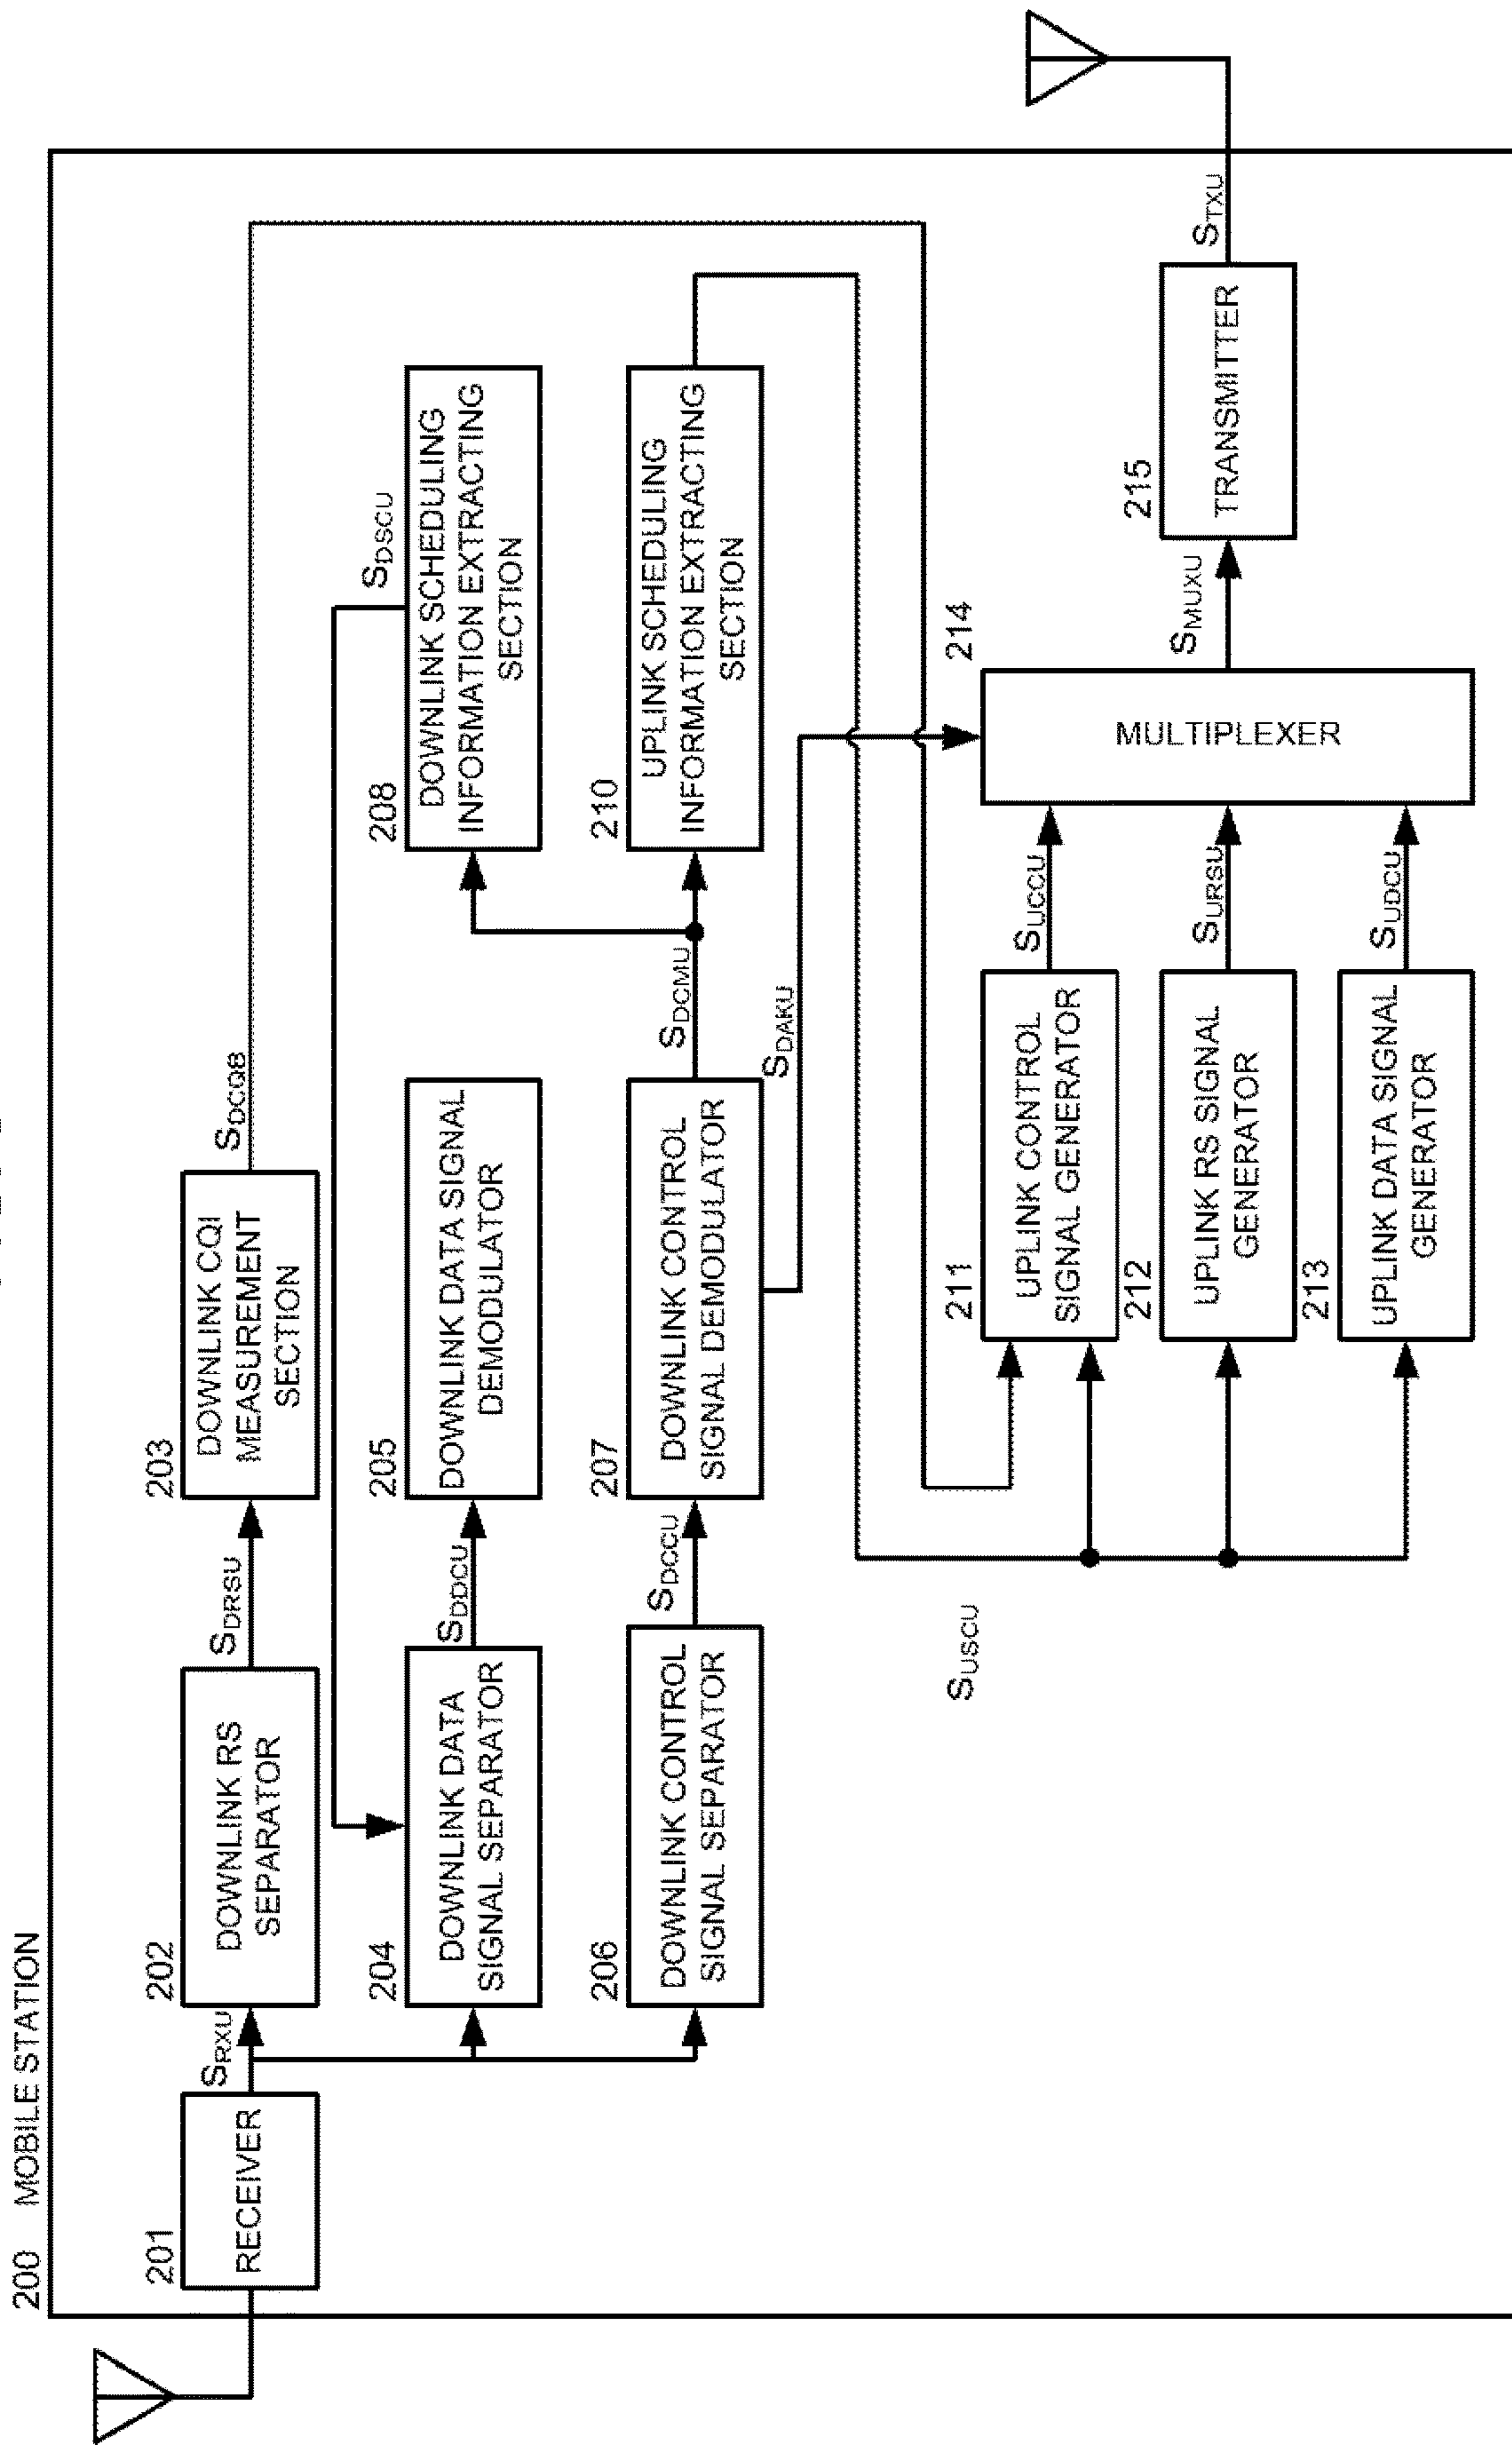 200 MOBILE STATION
201
RECEIVER
S_RXU
202
DOWNLINK RS
SEPARATOR
S_DRSU
203
DOWNLINK CQI
MEASUREMENT
SECTION
S_DCQB
204
DOWNLINK DATA
SIGNAL SEPARATOR
S_DDCU
205
DOWNLINK DATA SIGNAL
DEMODULATOR
S_DSCU
208
DOWNLINK SCHEDULING
INFORMATION EXTRACTING
SECTION
206
DOWNLINK CONTROL
SIGNAL SEPARATOR
S_DCCU
207
DOWNLINK CONTROL
SIGNAL DEMODULATOR
S_DCMU
210
UPLINK SCHEDULING
INFORMATION EXTRACTING
SECTION
S_DAKU
S_USCU
211
UPLINK CONTROL
SIGNAL GENERATOR
S_UCCU
212
UPLINK RS SIGNAL
GENERATOR
S_URSU
213
UPLINK DATA SIGNAL
GENERATOR
S_UDCU
214
MULTIPLEXER
S_MUXU
215
TRANSMITTER
S_TXU